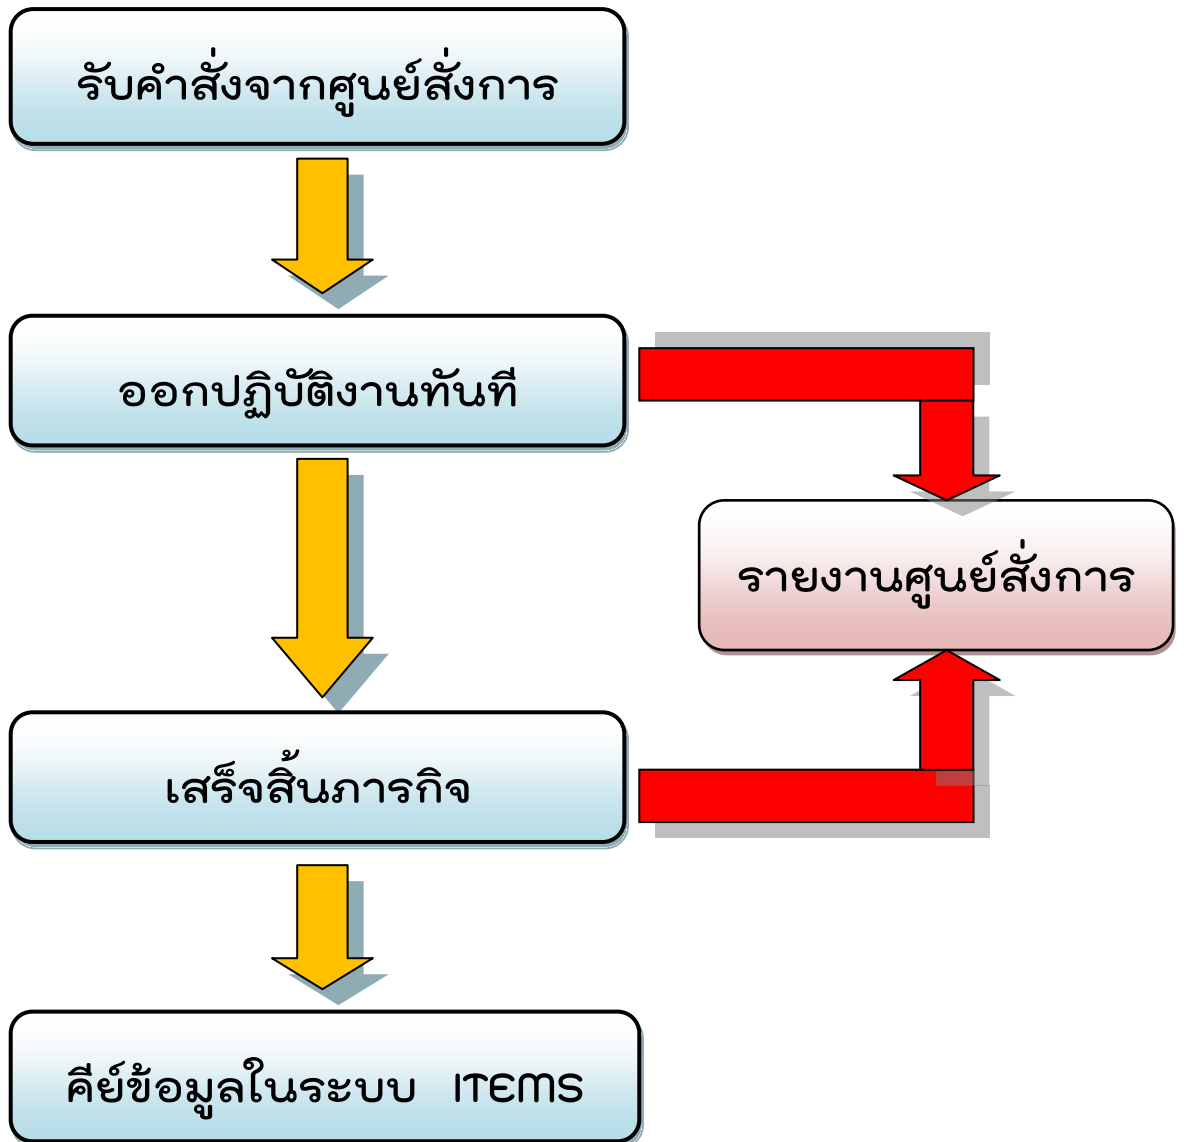 รับคำสั่งจากศูนย์สั่งการ
ออกปฏิบัติงานทันที
รายงานศูนย์สั่งการ
เสร็จสิ้นภารกิจ
คีย์ข้อมูลในระบบ ITEMS